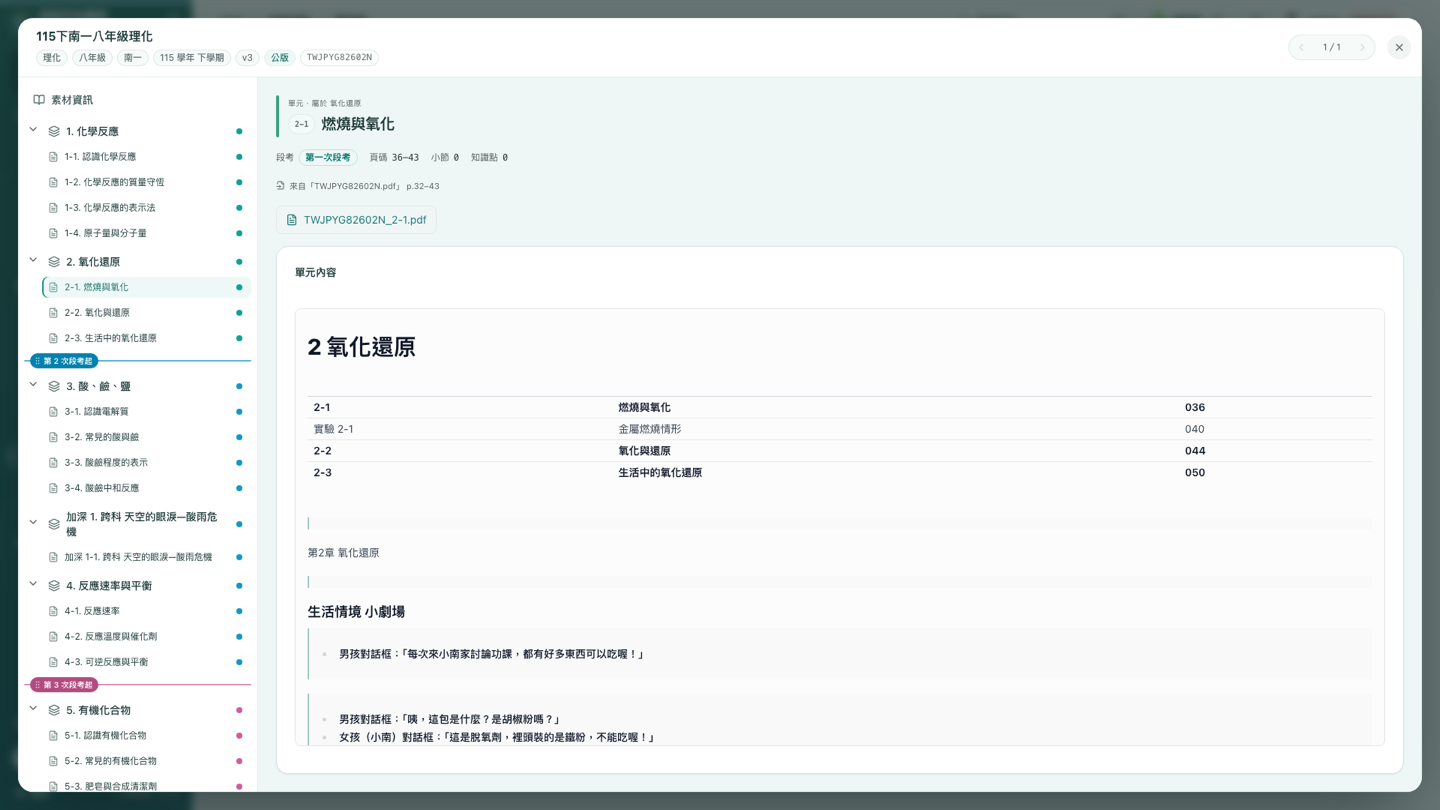 115下南一八年級理化
理化 八年級 南一 115 學年 下學期 v3 公版 TWJPYG82602N
1 / 1
素材資訊
1. 化學反應
1-1. 認識化學反應
1-2. 化學反應的質量守恆
1-3. 化學反應的表示法
1-4. 原子量與分子量
2. 氧化還原
2-1. 燃燒與氧化
2-2. 氧化與還原
2-3. 生活中的氧化還原
第 2 次段考起
3. 酸、鹼、鹽
3-1. 認識電解質
3-2. 常見的酸與鹼
3-3. 酸鹼程度的表示
3-4. 酸鹼中和反應
加深 1. 跨科 天空的眼淚─酸雨危
機
加深 1-1. 跨科 天空的眼淚─酸雨危機
4. 反應速率與平衡
4-1. 反應速率
4-2. 反應溫度與催化劑
4-3. 可逆反應與平衡
第 3 次段考起
5. 有機化合物
5-1. 認識有機化合物
5-2. 常見的有機化合物
5-3. 肥皂與合成清潔劑
單元 · 屬於 氧化還原
2-1 燃燒與氧化
段考 第一次段考 頁碼 36–43 小節 0 知識點 0
來自「TWJPYG82602N.pdf」 p.32–43
TWJPYG82602N_2-1.pdf
單元內容
2 氧化還原
2-1 燃燒與氧化 036
實驗 2-1 金屬燃燒情形 040
2-2 氧化與還原 044
2-3 生活中的氧化還原 050
第2章 氧化還原
生活情境 小劇場
男孩對話框：「每次來小南家討論功課，都有好多東西可以吃喔！」
男孩對話框：「咦，這包是什麼？是胡椒粉嗎？」
女孩（小南）對話框：「這是脫氧劑，裡頭裝的是鐵粉，不能吃喔！」